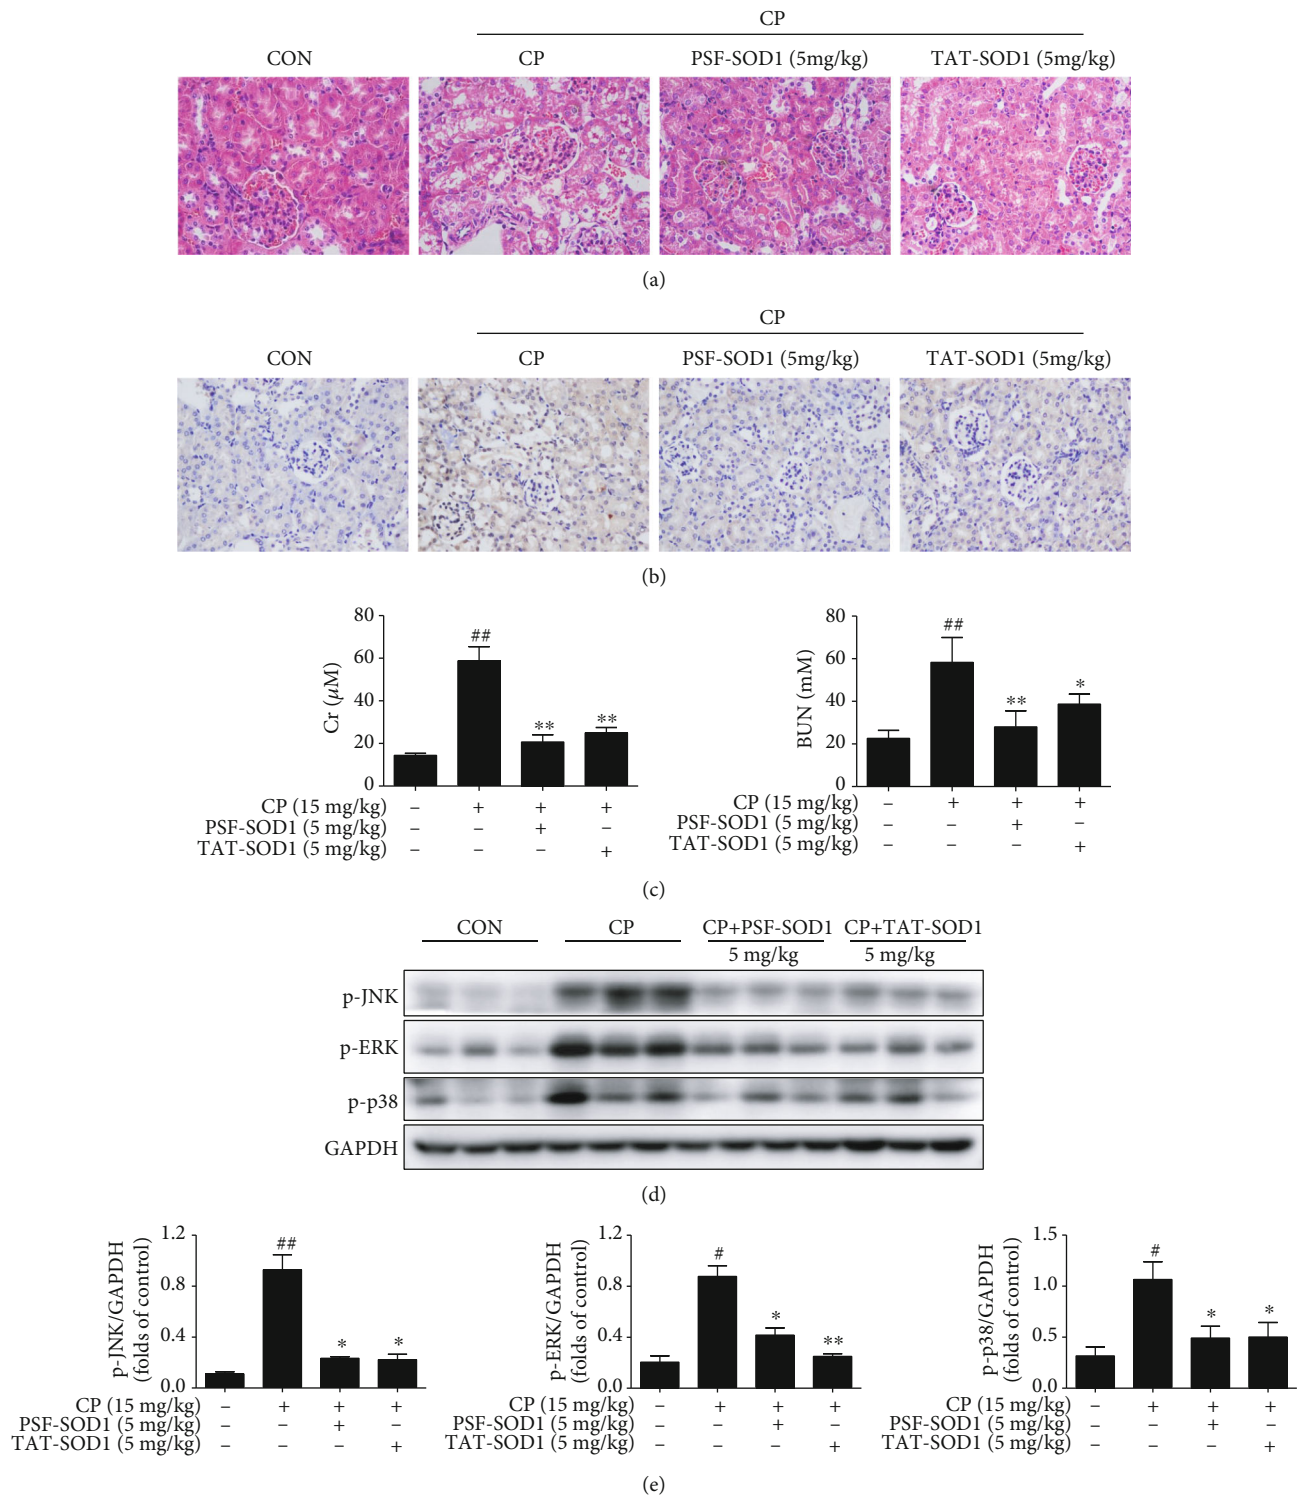 CP
CON CP PSF-SOD1 (5mg/kg) TAT-SOD1 (5mg/kg)
(a)
CP
CON CP PSF-SOD1 (5mg/kg) TAT-SOD1 (5mg/kg)
(b)
Cr (µM)
80
60
40
20
0
##
**
**
CP (15 mg/kg) – + + +
PSF-SOD1 (5 mg/kg) – – + –
TAT-SOD1 (5 mg/kg) – – – +
BUN (mM)
80
60
40
20
0
##
**
*
CP (15 mg/kg) – + + +
PSF-SOD1 (5 mg/kg) – – + –
TAT-SOD1 (5 mg/kg) – – – +
(c)
CON CP CP+PSF-SOD1 CP+TAT-SOD1
5 mg/kg 5 mg/kg
p-JNK
p-ERK
p-p38
GAPDH
(d)
p-JNK/GAPDH
(folds of control)
1.2
0.8
0.4
0.0
##
*
*
CP (15 mg/kg) – + + +
PSF-SOD1 (5 mg/kg) – – + –
TAT-SOD1 (5 mg/kg) – – – +
p-ERK/GAPDH
(folds of control)
1.2
0.8
0.4
0.0
#
*
**
CP (15 mg/kg) – + + +
PSF-SOD1 (5 mg/kg) – – + –
TAT-SOD1 (5 mg/kg) – – – +
p-p38/GAPDH
(folds of control)
1.5
1.0
0.5
0.0
#
*
*
CP (15 mg/kg) – + + +
PSF-SOD1 (5 mg/kg) – – + –
TAT-SOD1 (5 mg/kg) – – – +
(e)